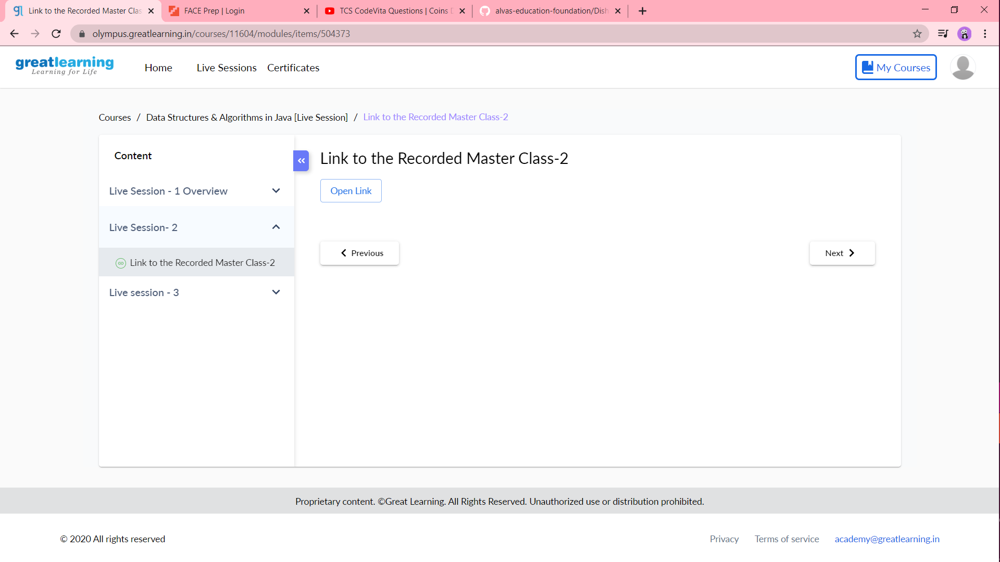 Link to the Recorded Master Clas
FACE Prep | Login
TCS CodeVita Questions | Coins D
alvas-education-foundation/Dish
olympus.greatlearning.in/courses/11604/modules/items/504373
greatlearning
Learning for Life
Home
Live Sessions
Certificates
My Courses
Courses / Data Structures & Algorithms in Java [Live Session] / Link to the Recorded Master Class-2
Content
Live Session - 1 Overview
Live Session- 2
Link to the Recorded Master Class-2
Live session - 3
Link to the Recorded Master Class-2
Open Link
Previous
Next
Proprietary content. ©Great Learning. All Rights Reserved. Unauthorized use or distribution prohibited.
© 2020 All rights reserved
Privacy
Terms of service
academy@greatlearning.in